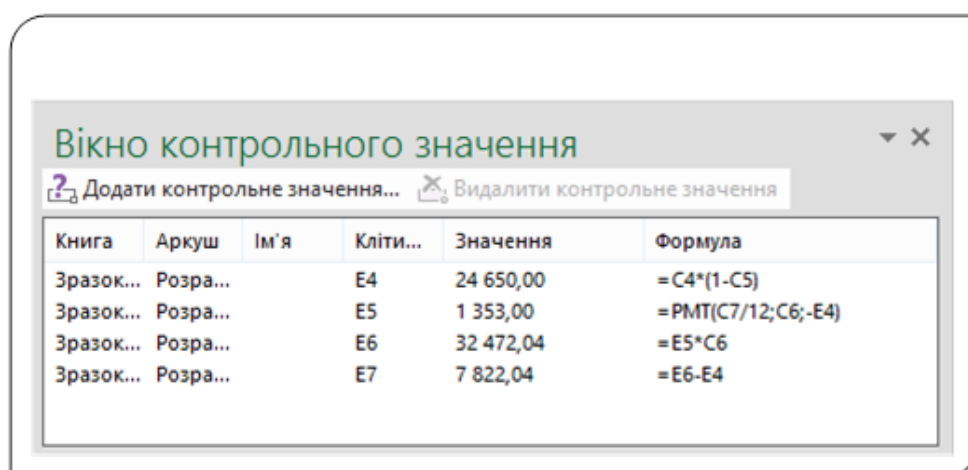 Вікно контрольного значення
Додати контрольне значення... Видалити контрольне значення
Книга Аркуш Ім'я Кліти... Значення Формула
Зразок... Розра... E4 24 650,00 =C4*(1-C5)
Зразок... Розра... E5 1 353,00 =PMT(C7/12;C6;-E4)
Зразок... Розра... E6 32 472,04 =E5*C6
Зразок... Розра... E7 7 822,04 =E6-E4